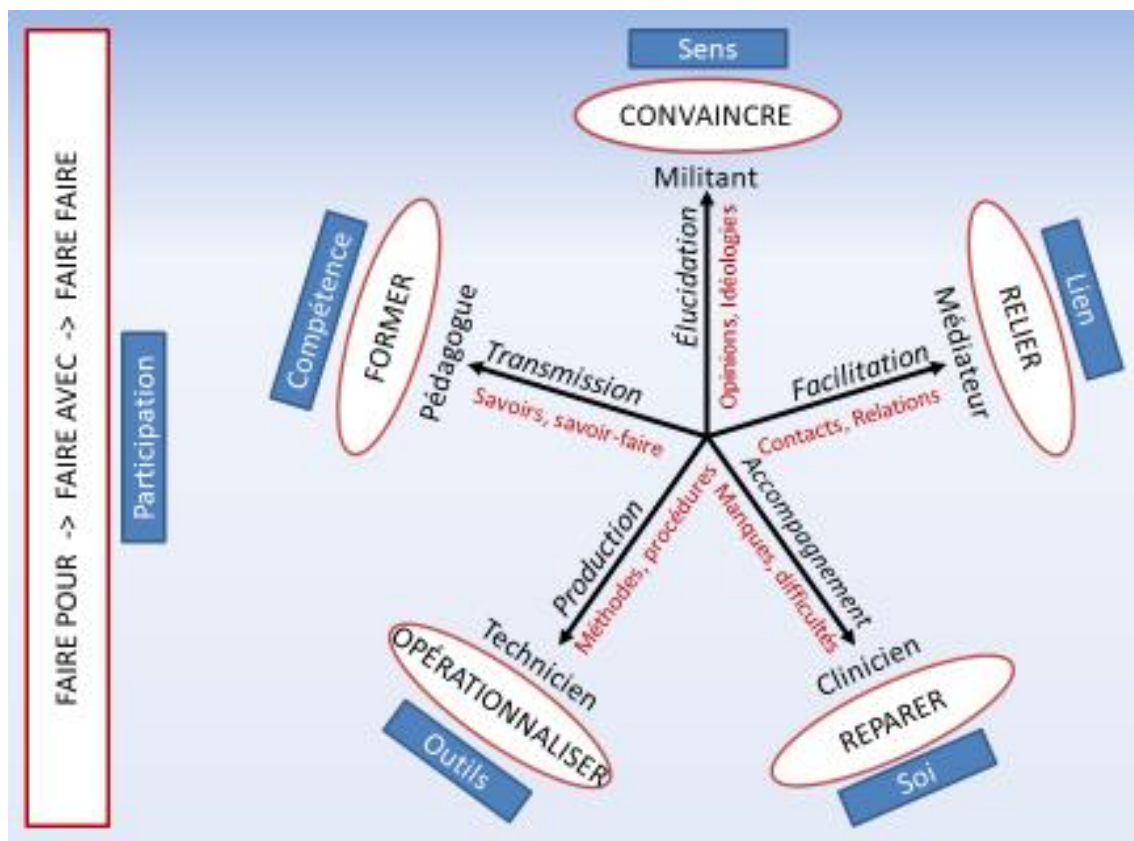 FAIRE POUR -> FAIRE AVEC -> FAIRE FAIRE
Participation
Sens
CONVAINCRE
Militant
Élucidation
Opinions, Idéologies
Compétence
FORMER
Pédagogue
Transmission
Savoirs, savoir-faire
Lien
RELIER
Médiateur
Facilitation
Contacts, Relations
Production
Méthodes, procédures
Technicien
OPÉRATIONNALISER
Outils
Accompagnement
Manques, difficultés
Clinicien
REPARER
Soi